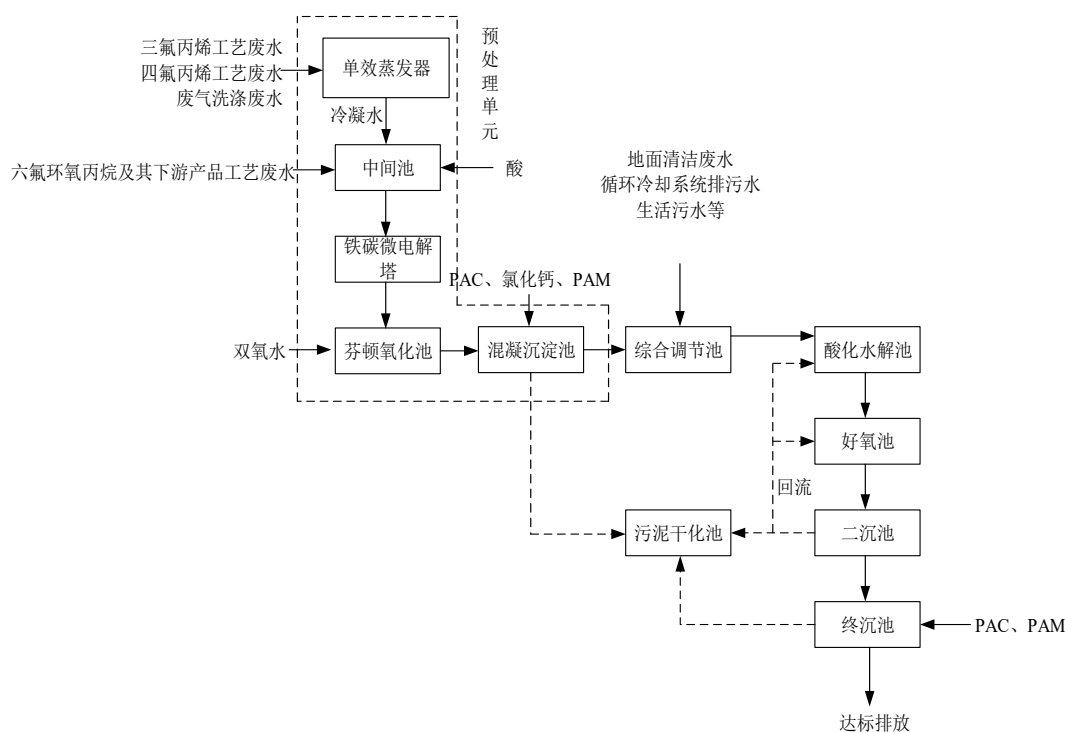 三氟丙烯工艺废水
四氟丙烯工艺废水
废气洗涤废水
单效蒸发器
预处理单元
冷凝水
六氟环氧丙烷及其下游产品工艺废水
中间池
酸
地面清洁废水
循环冷却系统排污水
生活污水等
铁碳微电解
塔
PAC、氯化钙、PAM
双氧水
芬顿氧化池
混凝沉淀池
综合调节池
酸化水解池
好氧池
回流
污泥干化池
二沉池
终沉池
PAC、PAM
达标排放